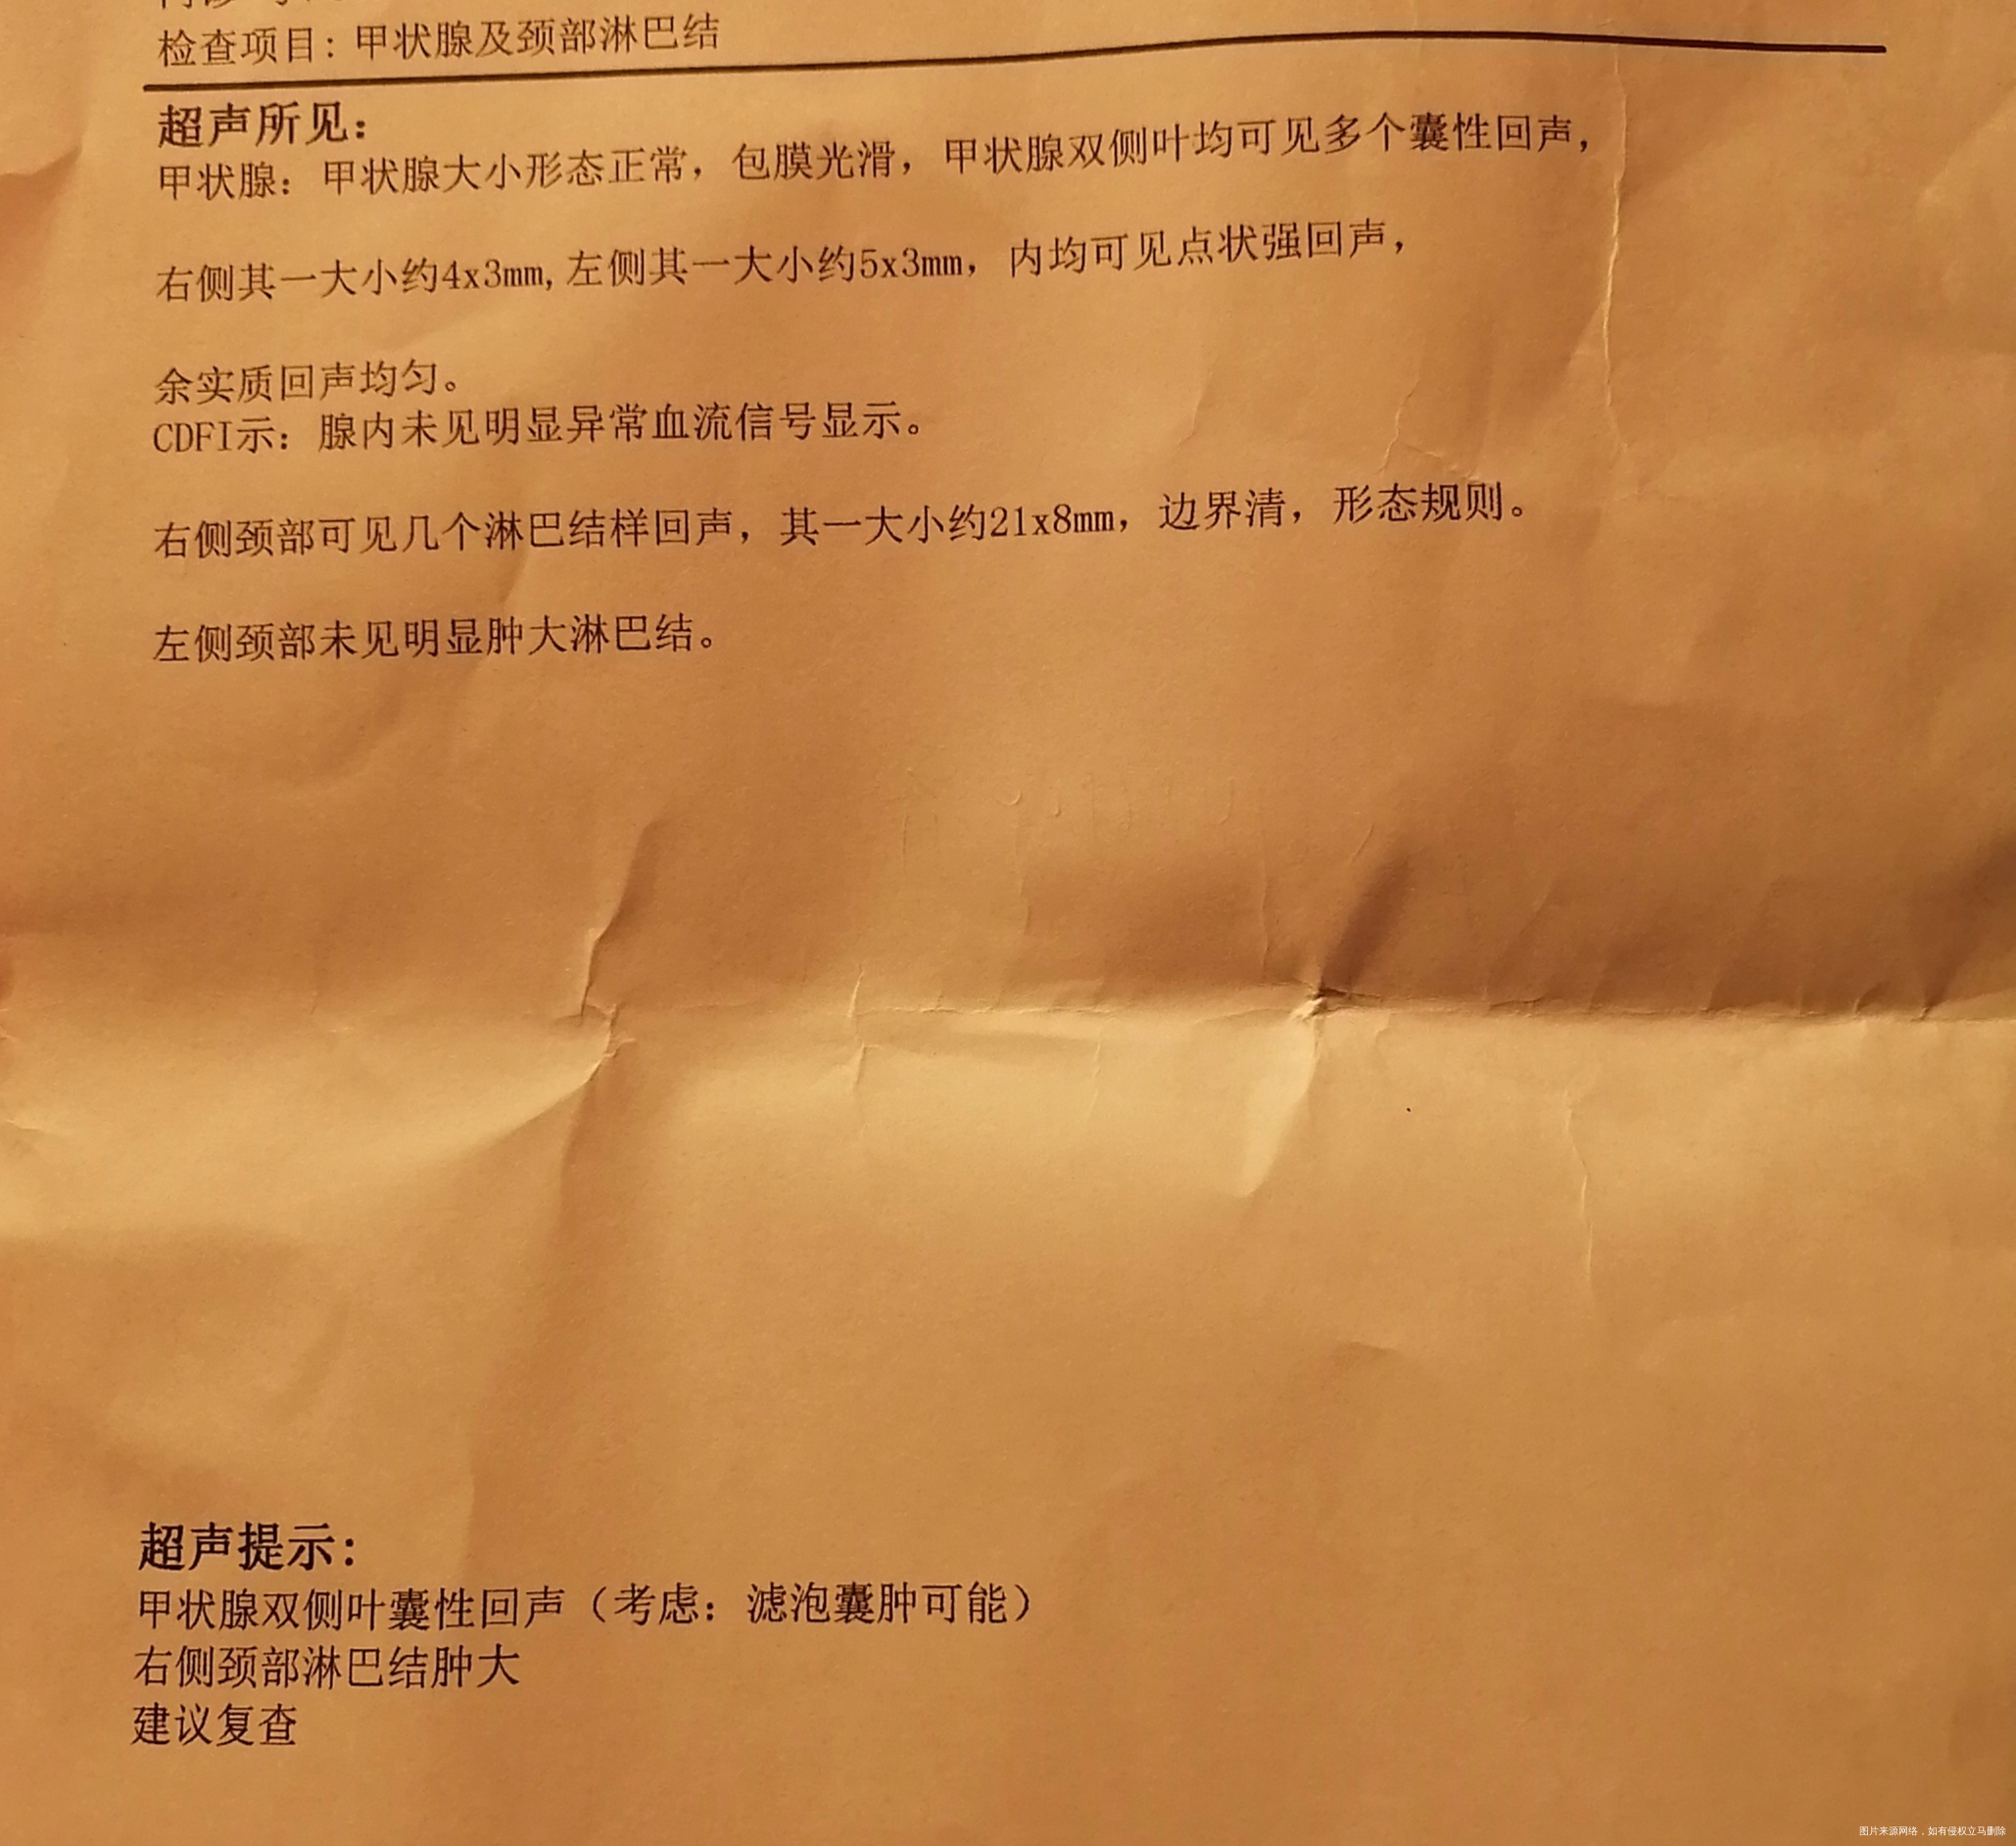 检查项目：甲状腺及颈部淋巴结
超声所见：
甲状腺：甲状腺大小形态正常，包膜光滑，甲状腺双侧叶均可见多个囊性回声，
右侧其一大小约4x3mm,左侧其一大小约5x3mm，内均可见点状强回声，
余实质回声均匀。
CDFI示：腺内未见明显异常血流信号显示。
右侧颈部可见几个淋巴结样回声，其一大小约21x8mm，边界清，形态规则。
左侧颈部未见明显肿大淋巴结。
超声提示：
甲状腺双侧叶囊性回声（考虑：滤泡囊肿可能）
右侧颈部淋巴结肿大
建议复查
图片来源网络，如有侵权立马删除